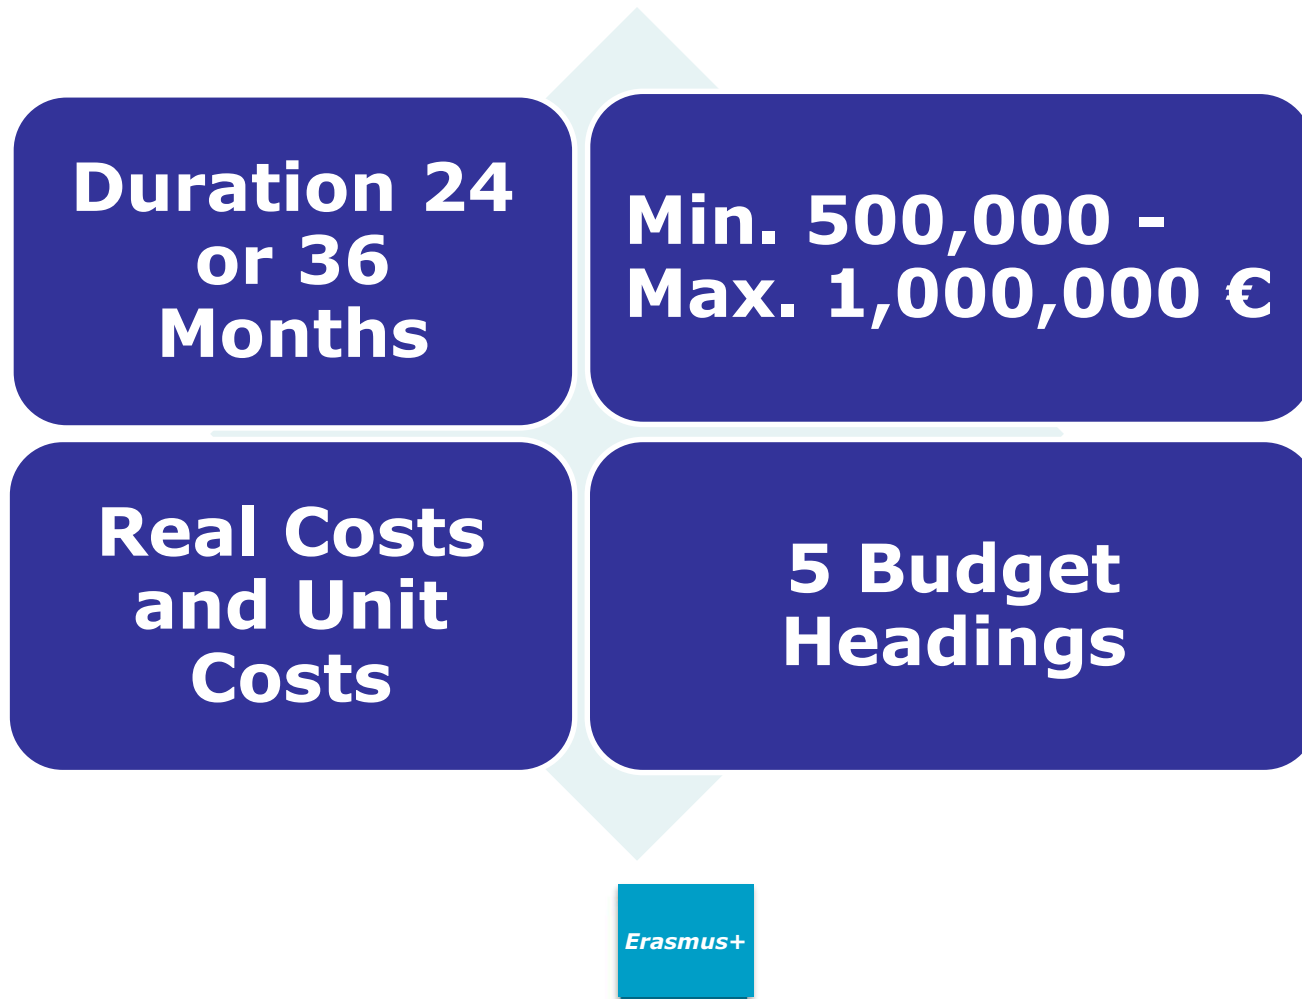 Duration 24
or 36
Months
Min. 500,000 -
Max. 1,000,000 €
Real Costs
and Unit
Costs
5 Budget
Headings
Erasmus+